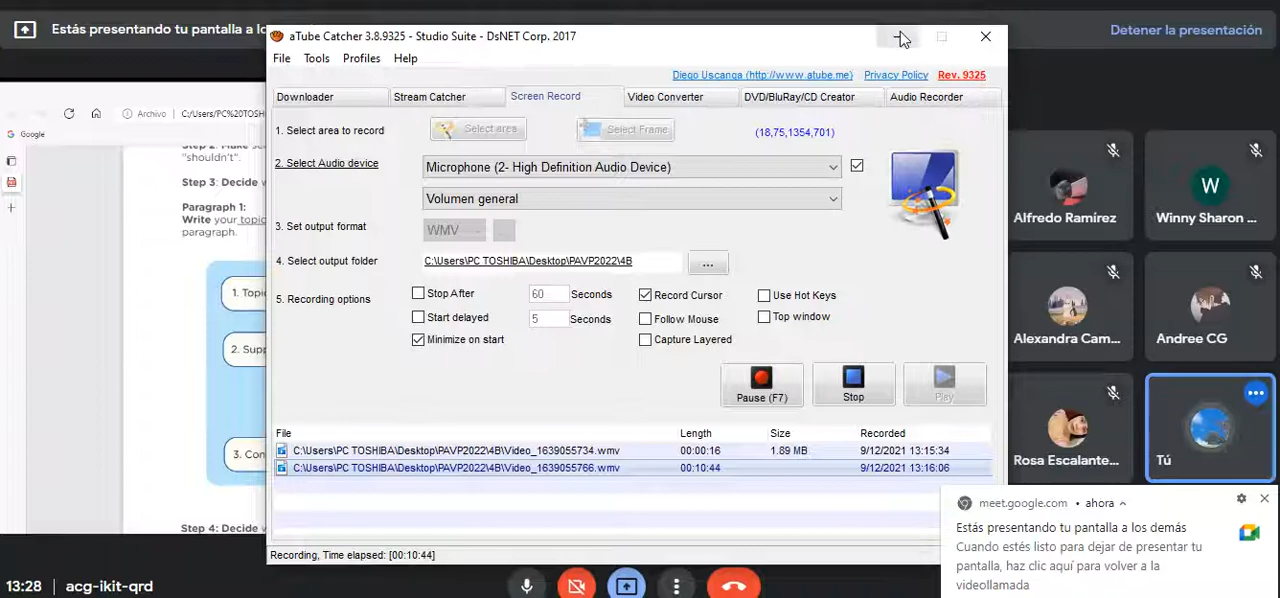 Estás presentando tu pantalla a lo
Detener la presentación
aTube Catcher 3.8.9325 - Studio Suite - DsNET Corp. 2017
File Tools Profiles Help
Diego Uscanga (http://www.atube.me) Privacy Policy Rev. 9325
Downloader Stream Catcher Screen Record Video Converter DVD/BluRay/CD Creator Audio Recorder
1. Select area to record Select area Select Frame (18,75,1354,701)
2. Select Audio device Microphone (2- High Definition Audio Device)
Volumen general
3. Set output format WMV
4. Select output folder C:\Users\PC TOSHIBA\Desktop\PAVP2022\4B ...
5. Recording options
Stop After 60 Seconds Record Cursor Use Hot Keys
Start delayed 5 Seconds Follow Mouse Top window
Minimize on start Capture Layered
Pause (F7) Stop Play
File Length Size Recorded
C:\Users\PC TOSHIBA\Desktop\PAVP2022\4B\Video_1639055734.wmv 00:00:16 1.89 MB 9/12/2021 13:15:34
C:\Users\PC TOSHIBA\Desktop\PAVP2022\4B\Video_1639055766.wmv 00:10:44 9/12/2021 13:16:06
Recording, Time elapsed: [00:10:44]
Archivo C:/Users/PC%20TOSH
Google
"shouldn't".
Step 3: Decide
Paragraph 1:
Write your topic
paragraph.
1. Topi
2. Supp
3. Con
Step 4: Decide
Alfredo Ramírez
W
Winny Sharon ...
Alexandra Cam...
Andree CG
Rosa Escalante...
Tú
meet.google.com • ahora
Estás presentando tu pantalla a los demás
Cuando estés listo para dejar de presentar tu
pantalla, haz clic aquí para volver a la
videollamada
13:28 acg-ikit-qrd